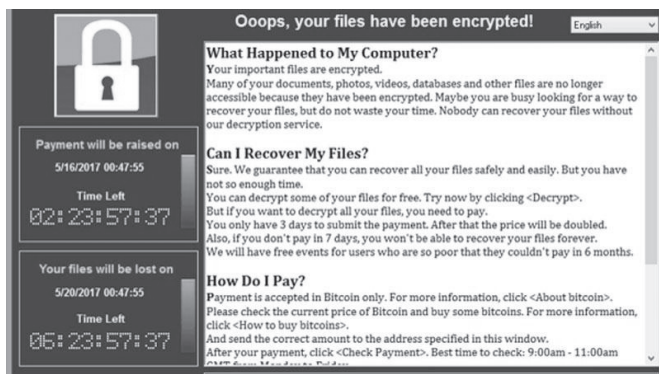 Ooops, your files have been encrypted!
English
What Happened to My Computer?
Your important files are encrypted.
Many of your documents, photos, videos, databases and other files are no longer
accessible because they have been encrypted. Maybe you are busy looking for a way to
recover your files, but do not waste your time. Nobody can recover your files without
our decryption service.
Can I Recover My Files?
Sure. We guarantee that you can recover all your files safely and easily. But you have
not so enough time.
You can decrypt some of your files for free. Try now by clicking <Decrypt>.
But if you want to decrypt all your files, you need to pay.
You only have 3 days to submit the payment. After that the price will be doubled.
Also, if you don't pay in 7 days, you won't be able to recover your files forever.
We will have free events for users who are so poor that they couldn't pay in 6 months.
How Do I Pay?
Payment is accepted in Bitcoin only. For more information, click <About bitcoin>.
Please check the current price of Bitcoin and buy some bitcoins. For more information,
click <How to buy bitcoins>.
And send the correct amount to the address specified in this window.
After your payment, click <Check Payment>. Best time to check: 9:00am - 11:00am
GMT from Monday to Friday
Payment will be raised on
5/16/2017 00:47:55
Time Left
02:23:57:37
Your files will be lost on
5/20/2017 00:47:55
Time Left
06:23:57:37